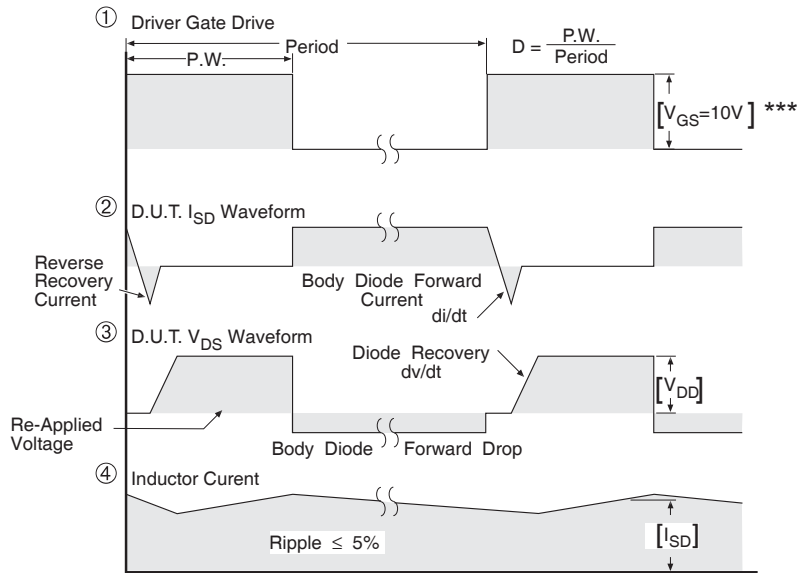 ① Driver Gate Drive
P.W.
Period
D = P.W.
Period
[VGS=10V] ***
② D.U.T. ISD Waveform
Reverse
Recovery
Current
Body Diode Forward
Current
di/dt
③ D.U.T. VDS Waveform
Diode Recovery
dv/dt
[VDD]
Re-Applied
Voltage
Body Diode Forward Drop
④ Inductor Curent
Ripple ≤ 5%
[ISD]